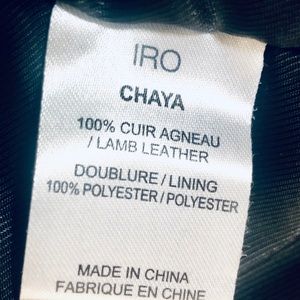 IRO
CHAYA
100% CUIR AGNEAU
/ LAMB LEATHER
DOUBLURE / LINING
100% POLYESTER / POLYESTER
MADE IN CHINA
FABRIQUE EN CHINE